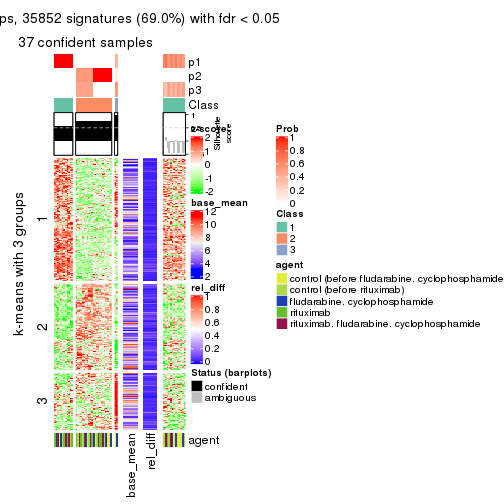 ps, 35852 signatures (69.0%) with fdr < 0.05
37 confident samples
p1
p2
p3
Class
1
Silhouette
score
z-score
2
1
0
-1
-2
base_mean
12
10
8
6
4
2
rel_diff
1
0.8
0.6
0.4
0.2
0
Status (barplots)
confident
ambiguous
Prob
1
0.8
0.6
0.4
0.2
0
Class
1
2
3
agent
control (before fludarabine. cyclophosphamide
control (before rituximab)
fludarabine. cyclophosphamide
rituximab
rituximab. fludarabine. cyclophosphamide
k-means with 3 groups
1
2
3
agent
base_mean
rel_diff